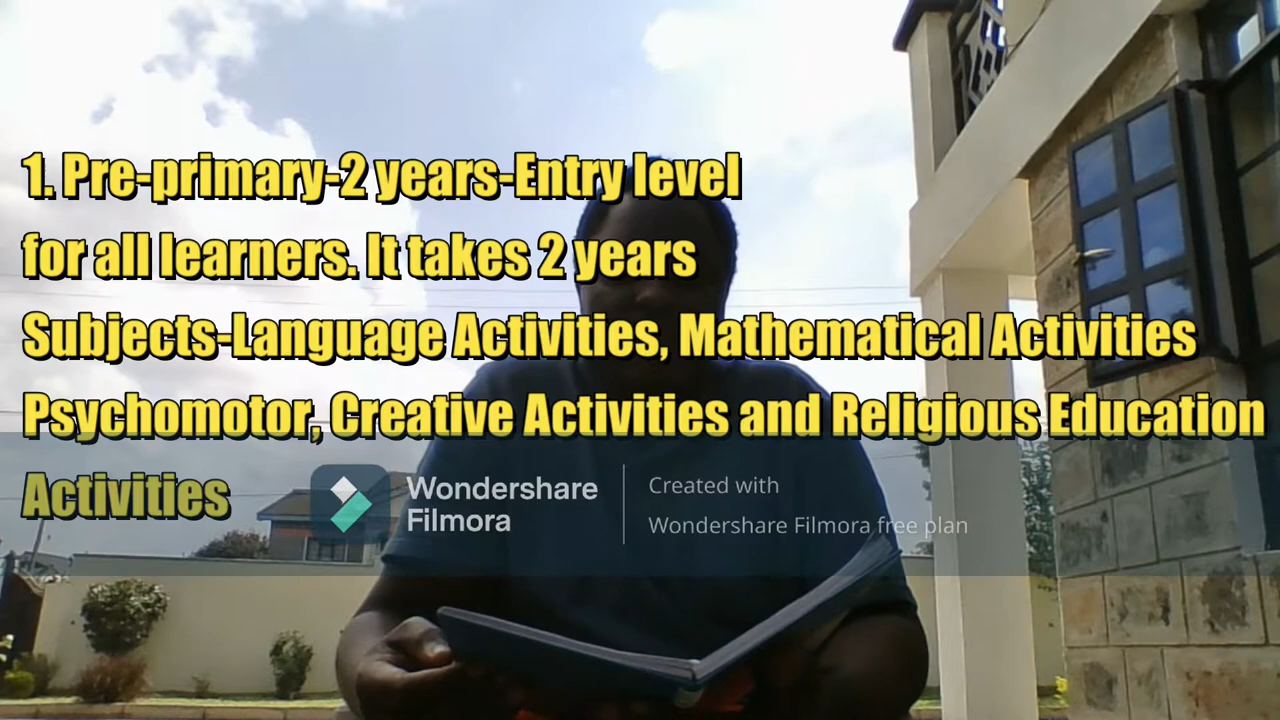 1. Pre-primary-2 years-Entry level
for all learners. It takes 2 years
Subjects-Language Activities, Mathematical Activities
Psychomotor, Creative Activities and Religious Education
Activities
Wondershare
Filmora
Created with
Wondershare Filmora free plan